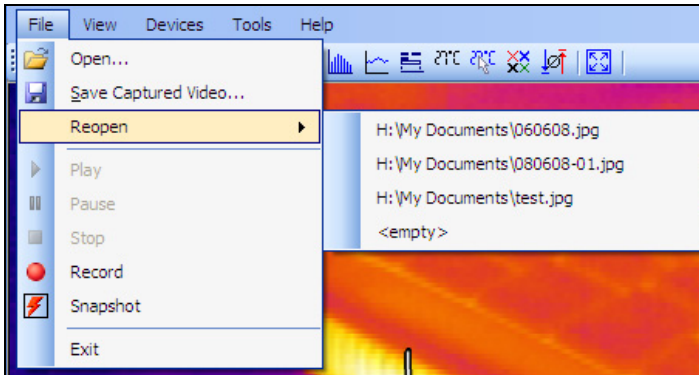 File View Devices Tools Help
Open...
Save Captured Video...
Reopen
H:\My Documents\060608.jpg
H:\My Documents\080608-01.jpg
H:\My Documents\test.jpg
<empty>
Play
Pause
Stop
Record
Snapshot
Exit